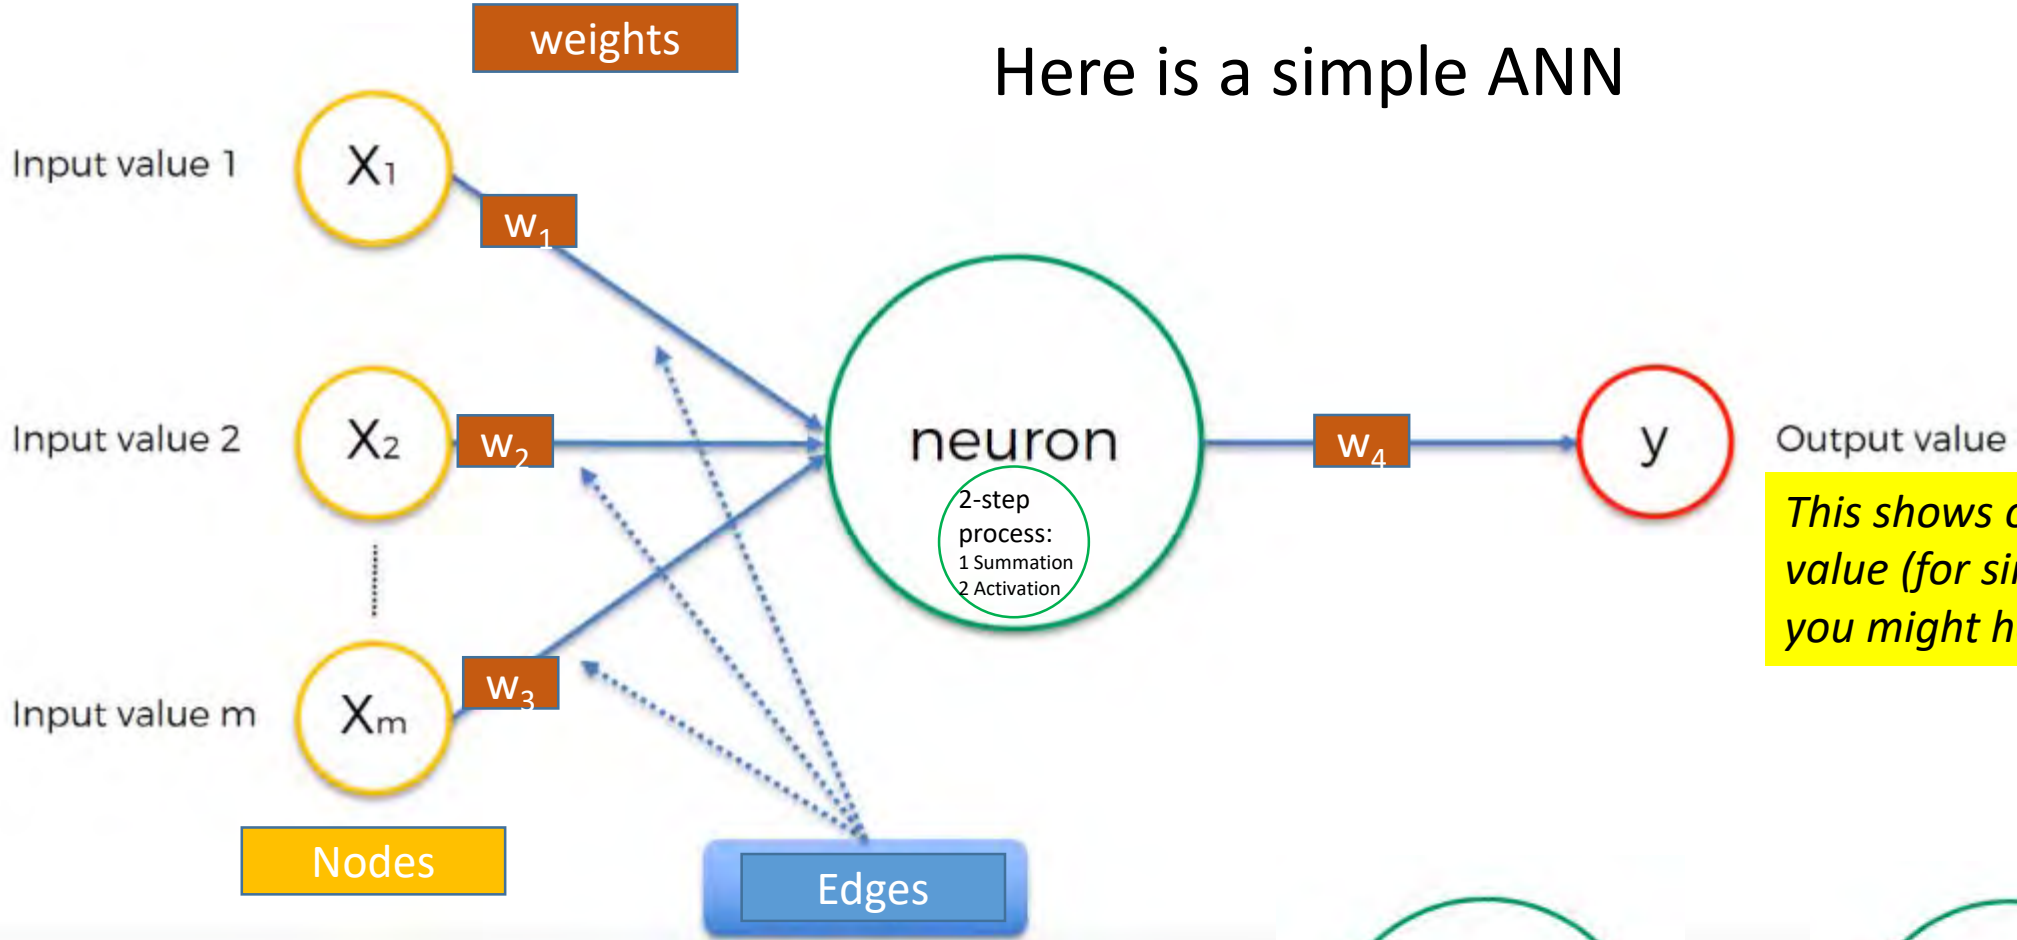 weights
Here is a simple ANN
Input value 1
X₁
w₁
Input value 2
X₂
w₂
neuron
2-step
process:
1 Summation
2 Activation
w₄
y
Output value
This shows
value (for
you might
Input value m
Xₘ
w₃
Nodes
Edges